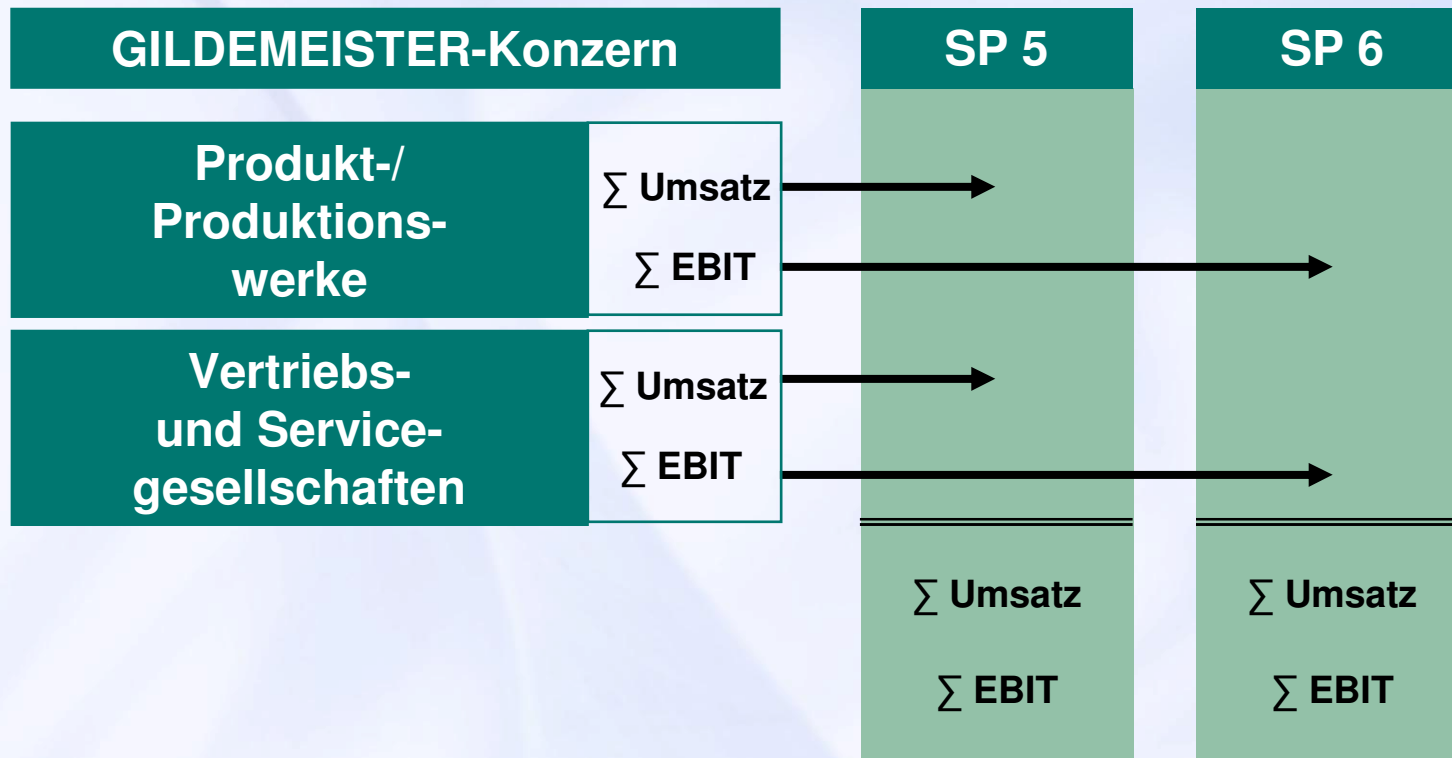 GILDEMEISTER-Konzern
SP 5
SP 6
Produkt-/
Produktions-
werke
∑ Umsatz
∑ EBIT
Vertriebs-
und Service-
gesellschaften
∑ Umsatz
∑ EBIT
∑ Umsatz
∑ EBIT
∑ Umsatz
∑ EBIT